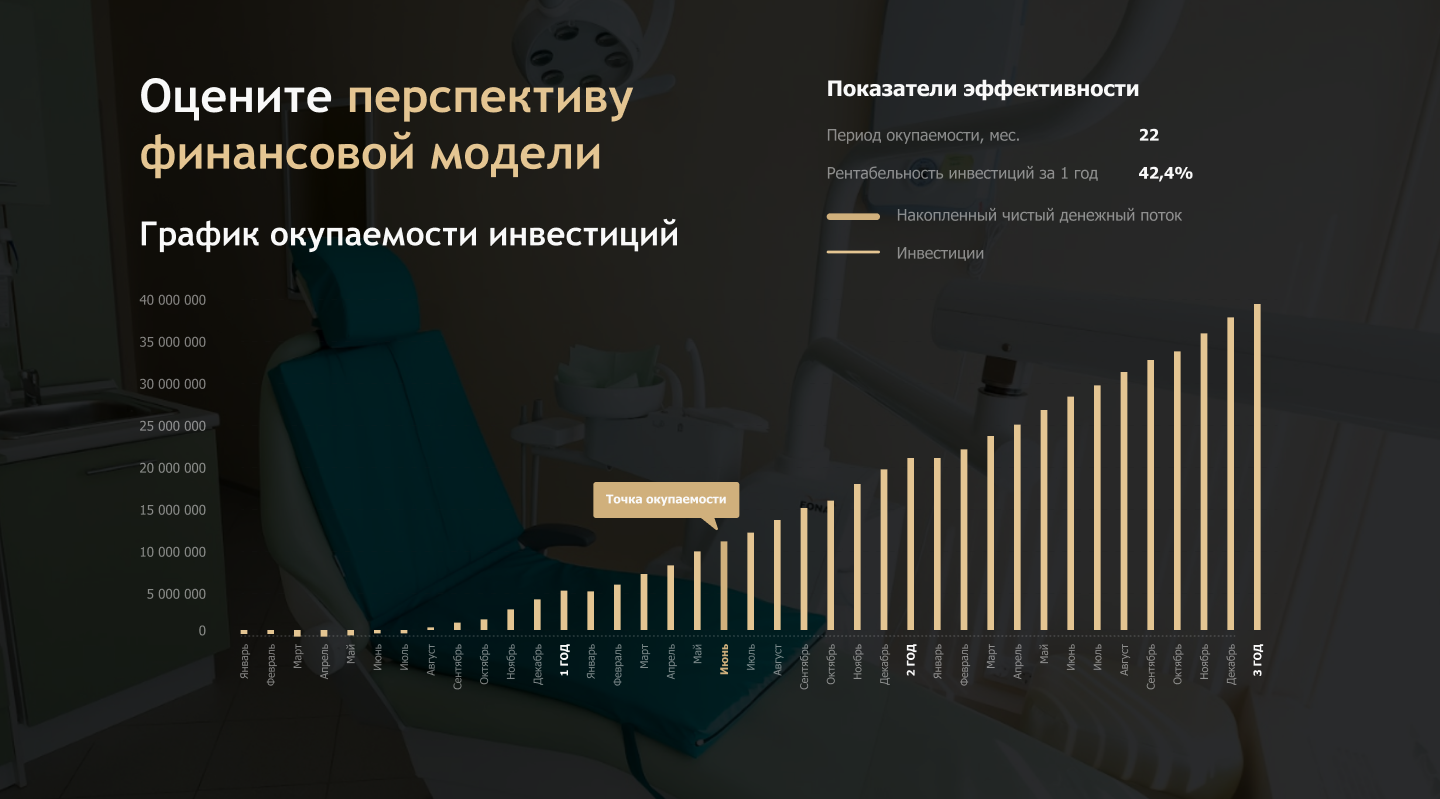 Оцените перспективу
финансовой модели
График окупаемости инвестиций
Показатели эффективности
Период окупаемости, мес. 22
Рентабельность инвестиций за 1 год 42,4%
Накопленный чистый денежный поток
Инвестиции
40 000 000
35 000 000
30 000 000
25 000 000
20 000 000
15 000 000
10 000 000
5 000 000
0
Точка окупаемости
Январь
Февраль
Март
Апрель
Май
Июнь
Июль
Август
Сентябрь
Октябрь
Ноябрь
Декабрь
1 ГОД
Январь
Февраль
Март
Апрель
Май
Июнь
Июль
Август
Сентябрь
Октябрь
Ноябрь
Декабрь
2 ГОД
Январь
Февраль
Март
Апрель
Май
Июнь
Июль
Август
Сентябрь
Октябрь
Ноябрь
Декабрь
3 ГОД